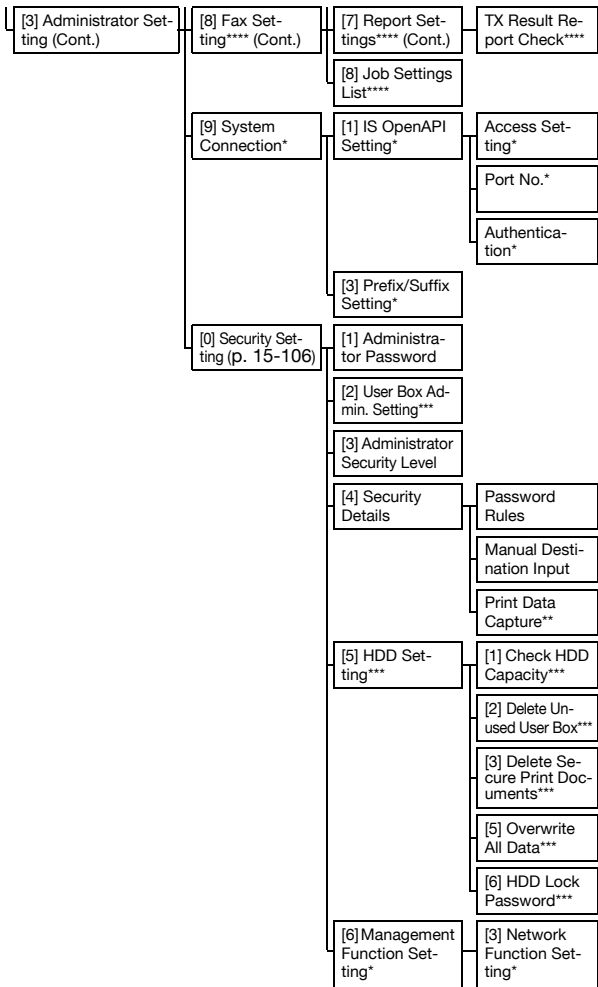 [3] Administrator Set-
ting (Cont.)
[8] Fax Set-
ting**** (Cont.)
[7] Report Set-
tings**** (Cont.)
TX Result Re-
port Check****
[8] Job Settings
List****
[9] System
Connection*
[1] IS OpenAPI
Setting*
Access Set-
ting*
Port No.*
Authentica-
tion*
[3] Prefix/Suffix
Setting*
[0] Security Set-
ting (p. 15-106)
[1] Administra-
tor Password
[2] User Box Ad-
min. Setting***
[3] Administrator
Security Level
[4] Security
Details
Password
Rules
Manual Desti-
nation Input
Print Data
Capture**
[5] HDD Set-
ting***
[1] Check HDD
Capacity***
[2] Delete Un-
used User Box***
[3] Delete Se-
cure Print Doc-
uments***
[5] Overwrite
All Data***
[6] HDD Lock
Password***
[6] Management
Function Set-
ting*
[3] Network
Function Set-
ting*